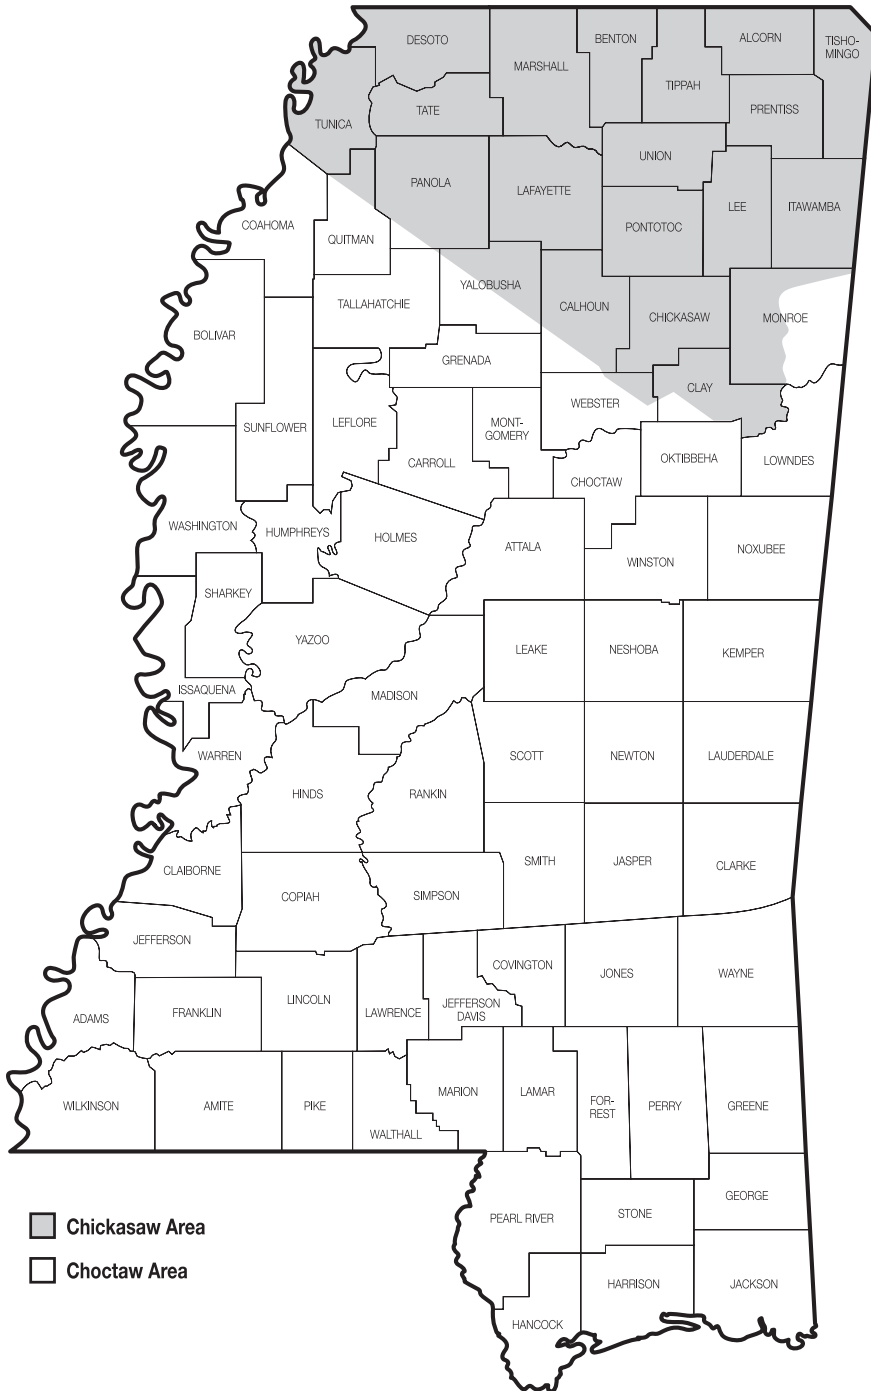 DESOTO
BENTON
ALCORN
TISHO-
MINGO
MARSHALL
TIPPAH
TATE
PRENTISS
TUNICA
UNION
PANOLA
LAFAYETTE
LEE
ITAWAMBA
COAHOMA
PONTOTOC
QUITMAN
YALOBUSHA
TALLAHATCHIE
CALHOUN
CHICKASAW
MONROE
BOLIVAR
GRENADA
CLAY
WEBSTER
SUNFLOWER
LEFLORE
MONT-
GOMERY
CARROLL
OKTIBBEHA
LOWNDES
CHOCTAW
WASHINGTON
HUMPHREYS
HOLMES
ATTALA
WINSTON
NOXUBEE
SHARKEY
YAZOO
LEAKE
NESHOBA
KEMPER
ISSAQUENA
MADISON
WARREN
SCOTT
NEWTON
LAUDERDALE
HINDS
RANKIN
SMITH
JASPER
CLARKE
CLAIBORNE
COPIAH
SIMPSON
JEFFERSON
COVINGTON
JONES
WAYNE
LINCOLN
JEFFERSON
DAVIS
ADAMS
FRANKLIN
LAWRENCE
MARION
LAMAR
FOR-
REST
PERRY
GREENE
WILKINSON
AMITE
PIKE
WALTHALL
GEORGE
PEARL RIVER
STONE
Chickasaw Area
Choctaw Area
HARRISON
JACKSON
HANCOCK